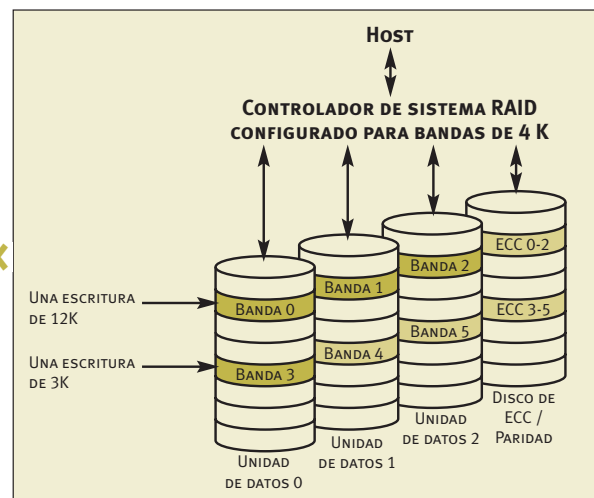 HOST
CONTROLADOR DE SISTEMA RAID
CONFIGURADO PARA BANDAS DE 4 K
ECC 0-2
BANDA 2
BANDA 1
UNA ESCRITURA
DE 12K
BANDA 0
ECC 3-5
BANDA 5
BANDA 4
UNA ESCRITURA
DE 3K
BANDA 3
DISCO DE
ECC /
PARIDAD
UNIDAD
DE DATOS 2
UNIDAD
DE DATOS 1
UNIDAD
DE DATOS 0